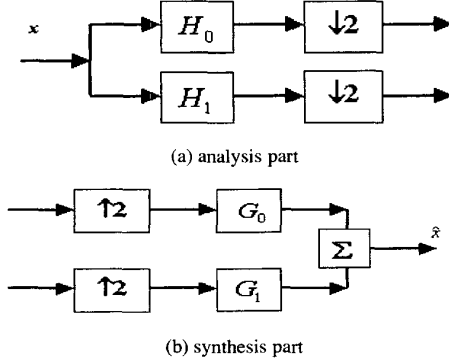 x
H₀ ↓2
H₁ ↓2
(a) analysis part
↑2 G₀
Σ x̂
↑2 G₁
(b) synthesis part